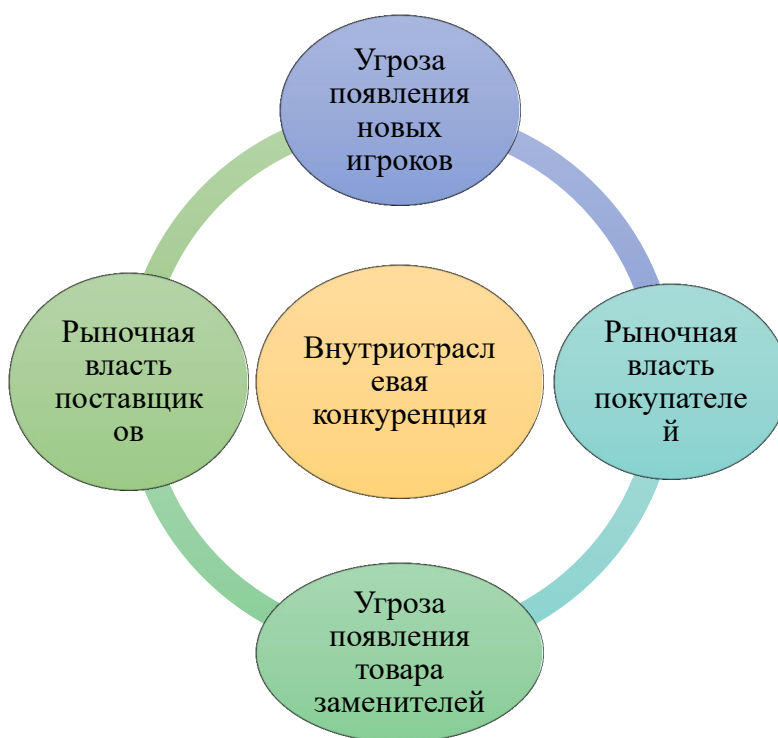 Угроза
появления
новых
игроков
Рыночная
власть
поставщик
ов
Внутриотрасл
евая
конкуренция
Рыночная
власть
покупателе
й
Угроза
появления
товара
заменителей